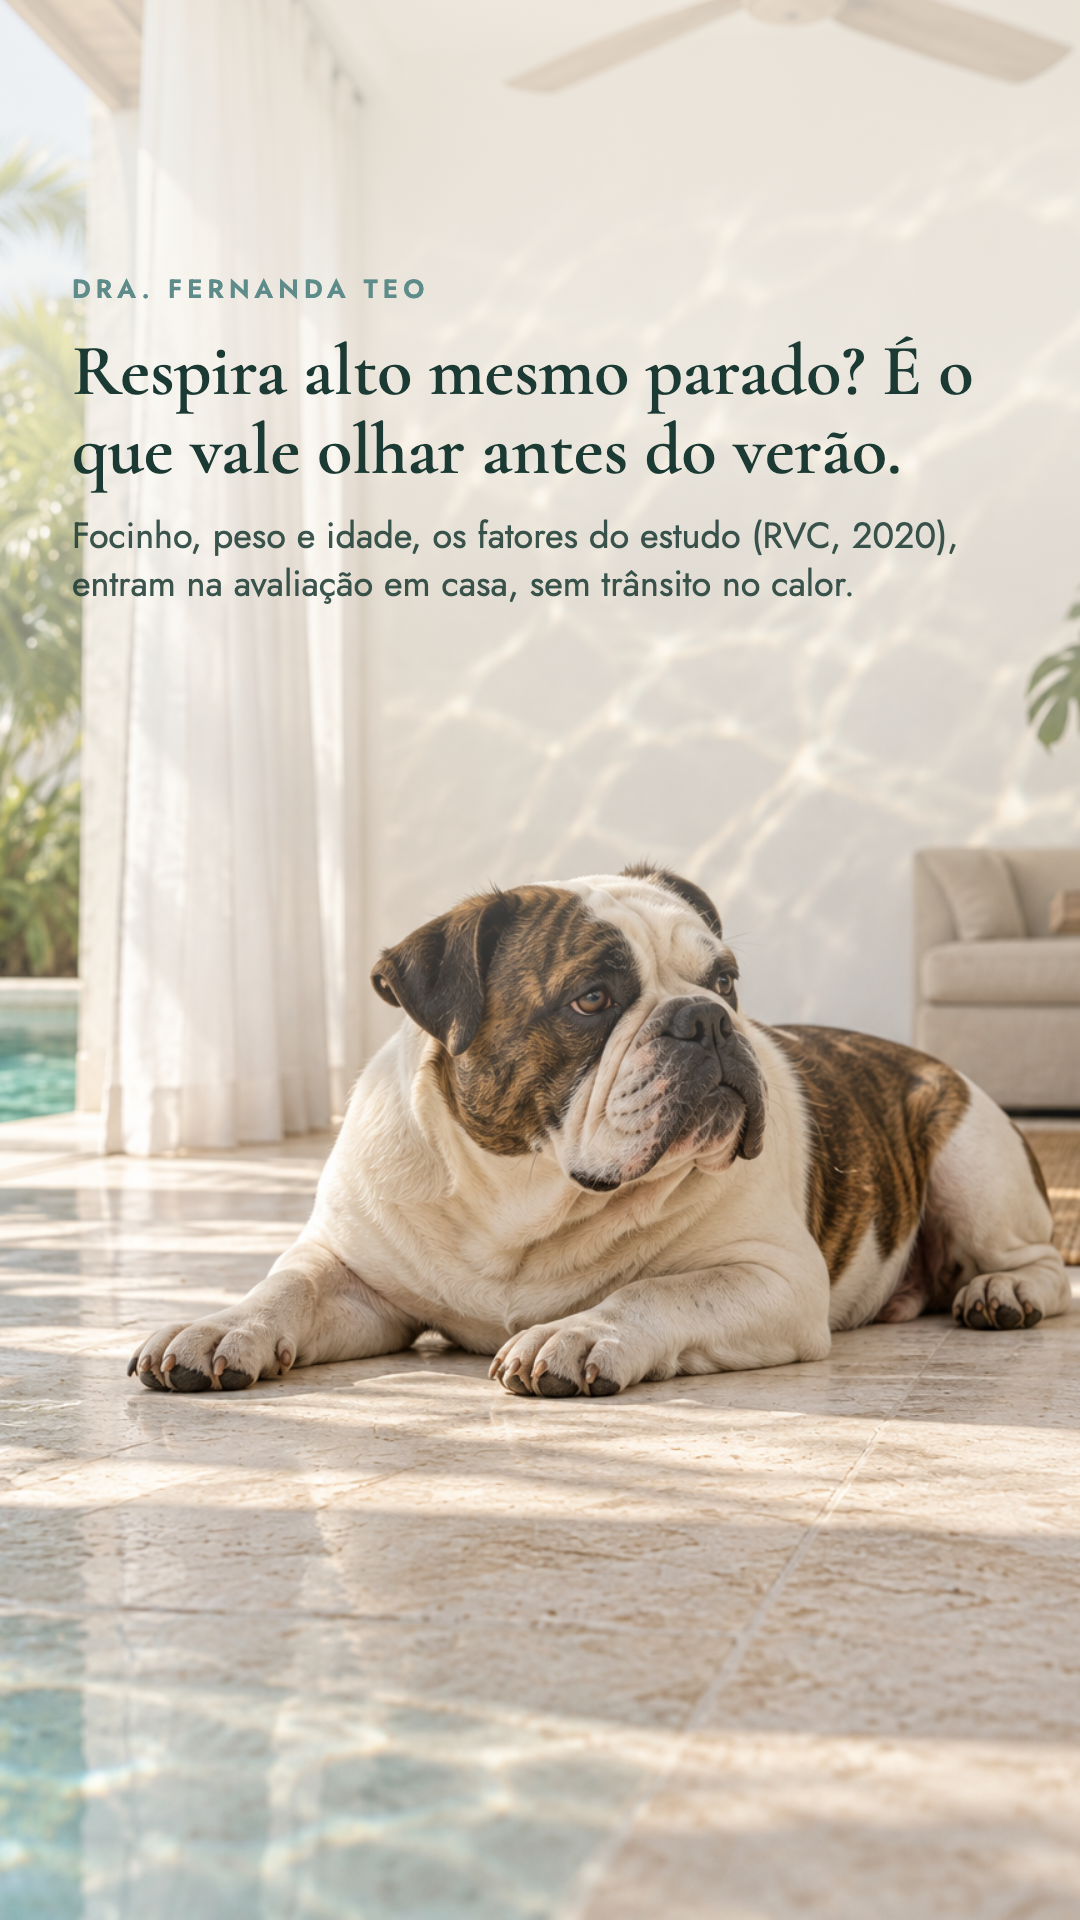 DRA. FERNANDA TEO
Respira alto mesmo parado? É o
que vale olhar antes do verão.
Focinho, peso e idade, os fatores do estudo (RVC, 2020),
entram na avaliação em casa, sem trânsito no calor.